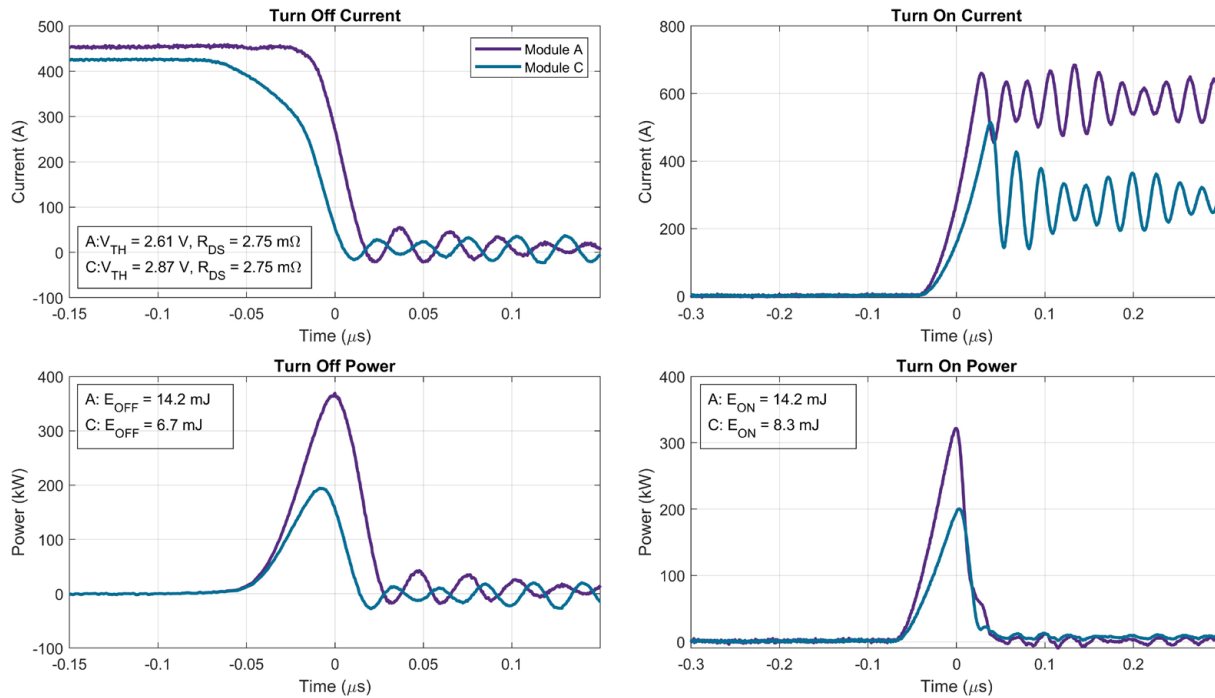 Turn Off Current
500
400
300
200
100
0
-100
Current (A)
Module A
Module C
A:V_TH = 2.61 V, R_DS = 2.75 mΩ
C:V_TH = 2.87 V, R_DS = 2.75 mΩ
-0.15 -0.1 -0.05 0 0.05 0.1
Time (μs)
Turn On Current
800
600
400
200
0
Current (A)
-0.3 -0.2 -0.1 0 0.1 0.2
Time (μs)
Turn Off Power
400
300
200
100
0
-100
Power (kW)
A: E_OFF = 14.2 mJ
C: E_OFF = 6.7 mJ
-0.15 -0.1 -0.05 0 0.05 0.1
Time (μs)
Turn On Power
400
300
200
100
0
Power (kW)
A: E_ON = 14.2 mJ
C: E_ON = 8.3 mJ
-0.3 -0.2 -0.1 0 0.1 0.2
Time (μs)